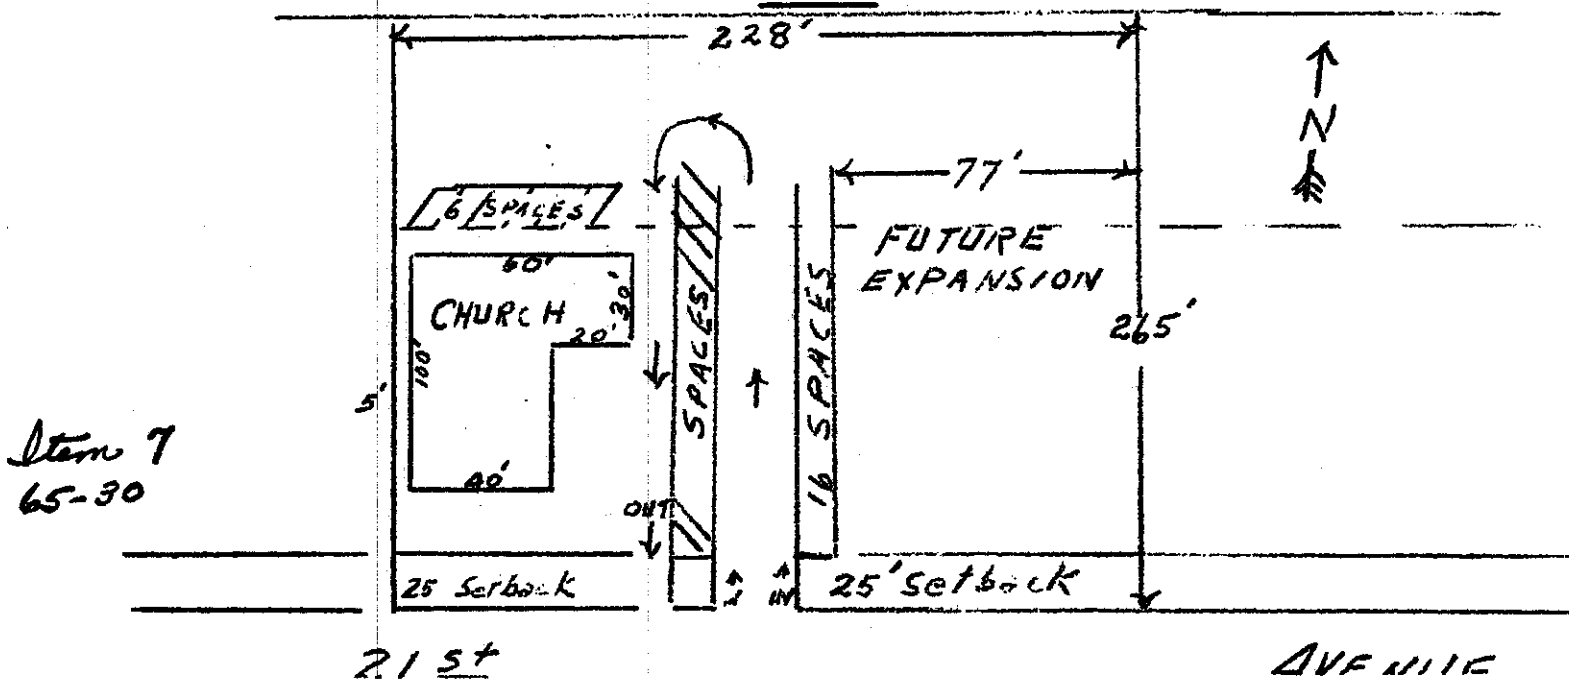 228'
N
77'
6 SPACES
FUTURE
EXPANSION
60'
CHURCH
30'
20'
100'
265'
SPACES
16 SPACES
5'
Item 7
65-30
40'
OUT
25 Setback
IN
25' Setback
21 st
AVENUE